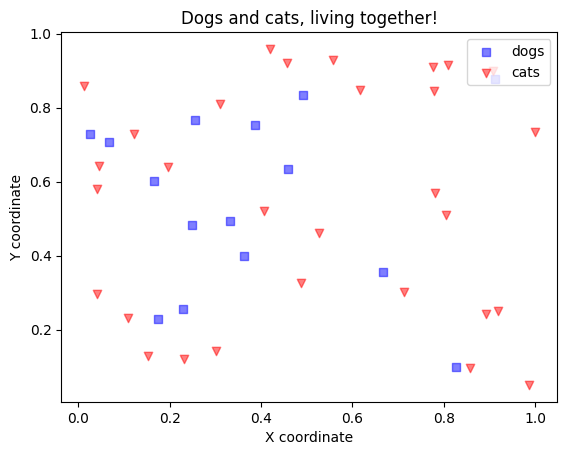 Dogs and cats, living together!
dogs
cats
Y coordinate
1.0
0.8
0.6
0.4
0.2
0.0 0.2 0.4 0.6 0.8 1.0
X coordinate